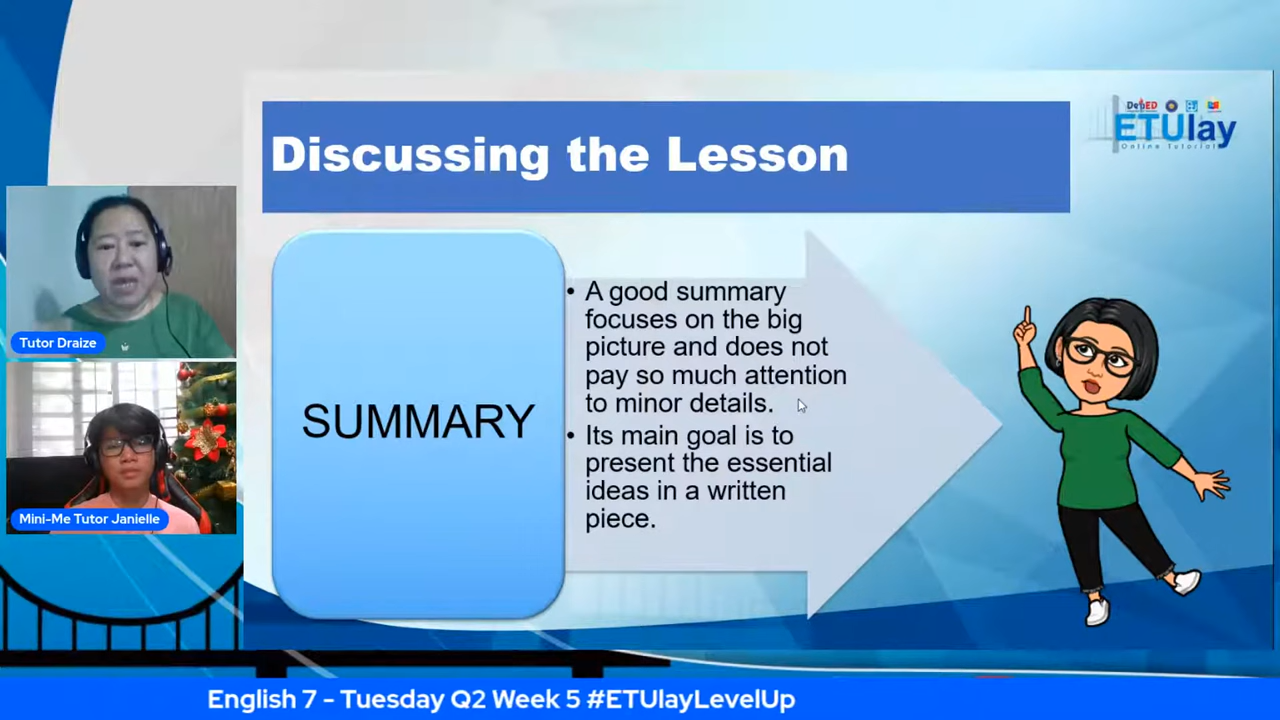 Discussing the Lesson
DepED
ETUlay
Online Tutorial
Tutor Draize
Mini-Me Tutor Janielle
SUMMARY
• A good summary
focuses on the big
picture and does not
pay so much attention
to minor details.
• Its main goal is to
present the essential
ideas in a written
piece.
English 7 - Tuesday Q2 Week 5 #ETUlayLevelUp